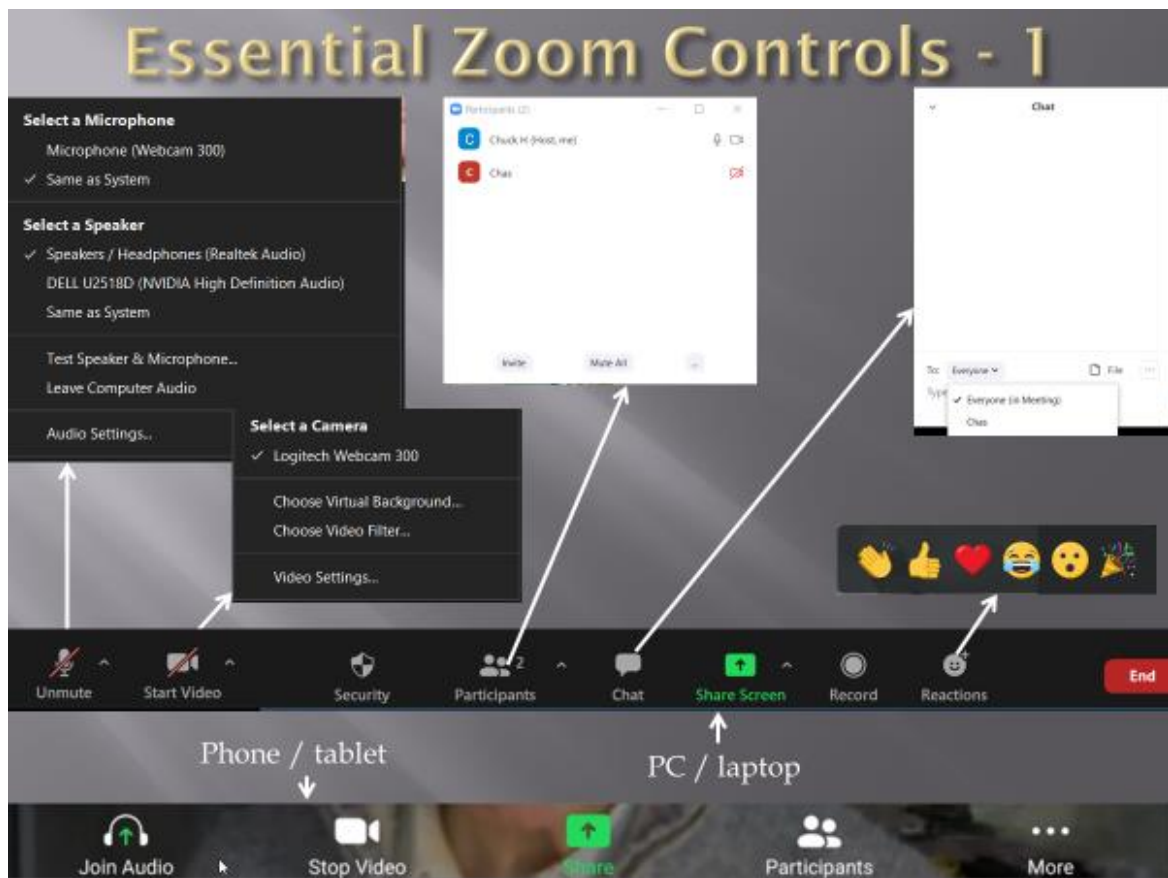 Essential Zoom Controls - 1
Select a Microphone
Microphone (Webcam 300)
✓ Same as System
Select a Speaker
✓ Speakers / Headphones (Realtek Audio)
DELL U2518D (NVIDIA High Definition Audio)
Same as System
Test Speaker & Microphone...
Leave Computer Audio
Audio Settings...
Select a Camera
✓ Logitech Webcam 300
Choose Virtual Background...
Choose Video Filter...
Video Settings...
Participants (2)
C Chuck H (Host, me)
C Chas
Invite Mute All ...
Chat
To: Everyone File ...
Type
✓ Everyone (in Meeting)
Chas
2
Unmute Start Video Security Participants Chat Share Screen Record Reactions End
Phone / tablet
PC / laptop
Join Audio Stop Video Share Participants More